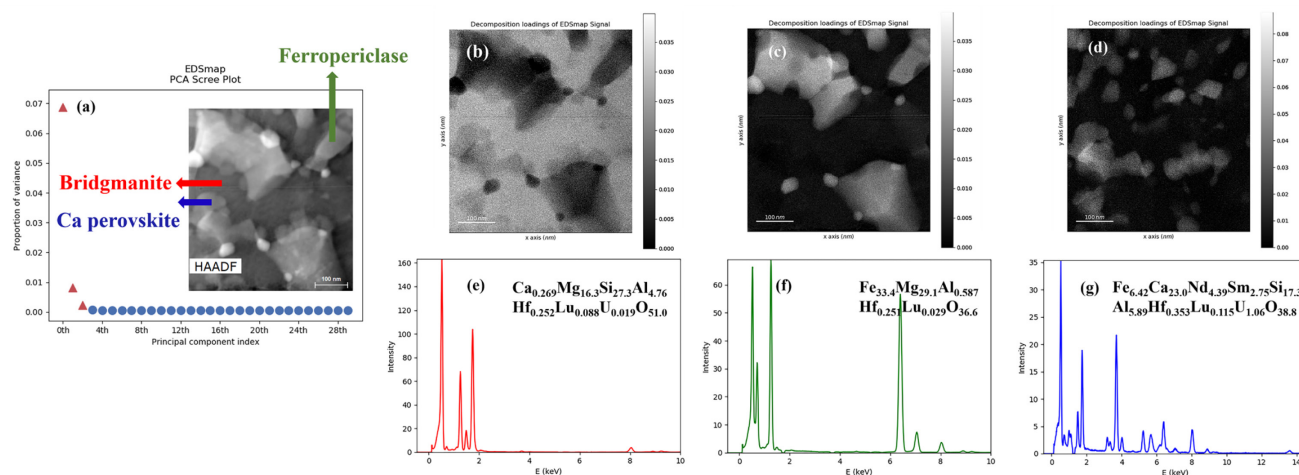 EDSmap
PCA Scree Plot
(a)
Ferropericlase
Bridgmanite
Ca perovskite
HAADF
100 nm
Proportion of variance
0.07
0.06
0.05
0.04
0.03
0.02
0.01
0.00
0th
4th
8th
12th
16th
20th
24th
28th
Principal component index
Decomposition loadings of EDSmap Signal
(b)
y axis (nm)
100 nm
x axis (nm)
0.035
0.030
0.025
0.020
0.015
0.010
0.005
0.000
Decomposition loadings of EDSmap Signal
(c)
y axis (nm)
100 nm
x axis (nm)
0.035
0.030
0.025
0.020
0.015
0.010
0.005
0.000
Decomposition loadings of EDSmap Signal
(d)
y axis (nm)
100 nm
x axis (nm)
0.08
0.07
0.06
0.05
0.04
0.03
0.02
0.01
0.00
(e)
Ca0.269Mg16.3Si27.3Al4.76
Hf0.252Lu0.088U0.019O51.0
Intensity
160
140
120
100
80
60
40
20
0
0 2 4 6 8 10
E (keV)
(f)
Fe33.4Mg29.1Al0.587
Hf0.251Lu0.029O36.6
Intensity
60
50
40
30
20
10
0
0 2 4 6 8 10
E (keV)
(g)
Fe6.42Ca23.0Nd4.39Sm2.75Si17.3
Al5.89Hf0.353Lu0.115U1.06O38.8
Intensity
35
30
25
20
15
10
5
0
0 2 4 6 8 10 12 14
E (keV)